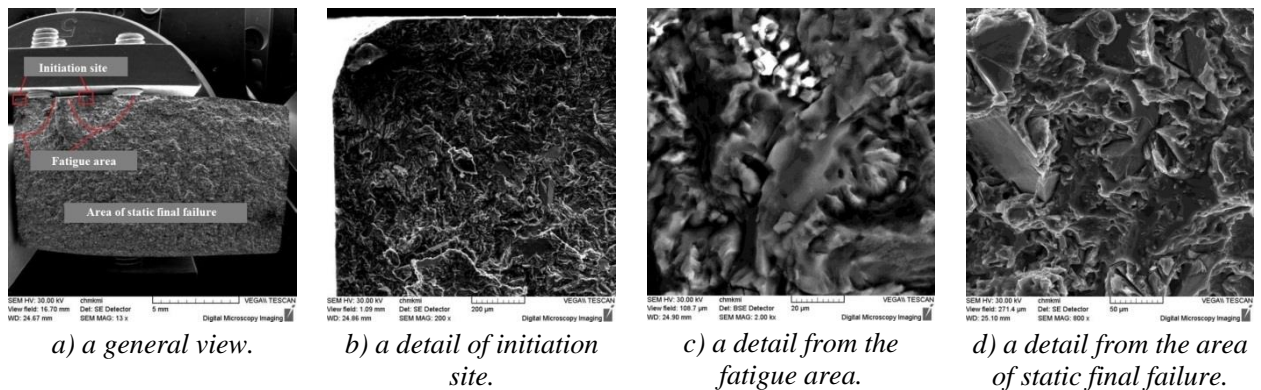 Initiation site
Fatigue area
Area of static final failure
SEM HV: 30.00 kV chmkmi VEGA\\ TESCAN
View field: 16.70 mm Det: SE Detector 5 mm
WD: 24.67 mm SEM MAG: 13 x Digital Microscopy Imaging
SEM HV: 30.00 kV chmkmi VEGA\\ TESCAN
View field: 1.09 mm Det: SE Detector 200 µm
WD: 24.86 mm SEM MAG: 200 x Digital Microscopy Imaging
SEM HV: 30.00 kV chmkmi VEGA\\ TESCAN
View field: 108.7 µm Det: BSE Detector 20 µm
WD: 24.90 mm SEM MAG: 2.00 kx Digital Microscopy Imaging
SEM HV: 30.00 kV chmkmi VEGA\\ TESCAN
View field: 271.4 µm Det: SE Detector 50 µm
WD: 25.10 mm SEM MAG: 800 x Digital Microscopy Imaging
a) a general view.
b) a detail of initiation
site.
c) a detail from the
fatigue area.
d) a detail from the area
of static final failure.